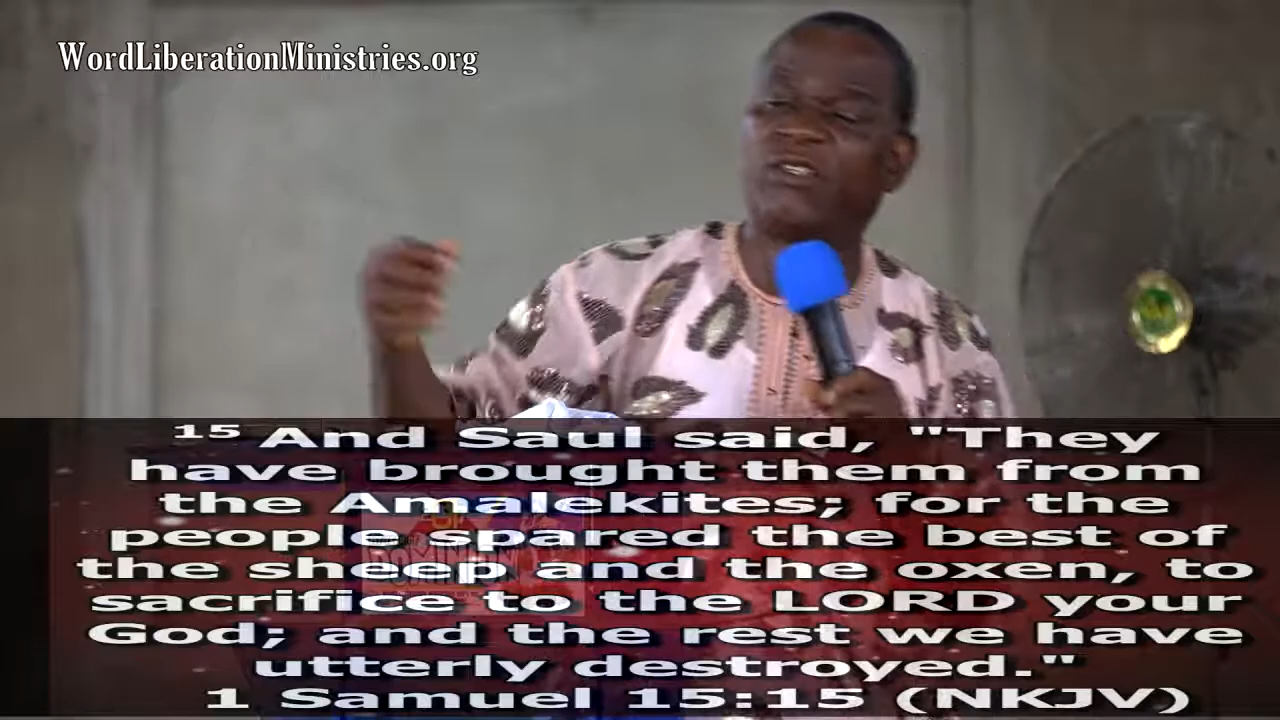 WordLiberationMinistries.org
15 And Saul said, "They
have brought them from
the Amalekites; for the
people spared the best of
the sheep and the oxen, to
sacrifice to the LORD your
God; and the rest we have
utterly destroyed."
1 Samuel 15:15 (NKJV)
DOMINION